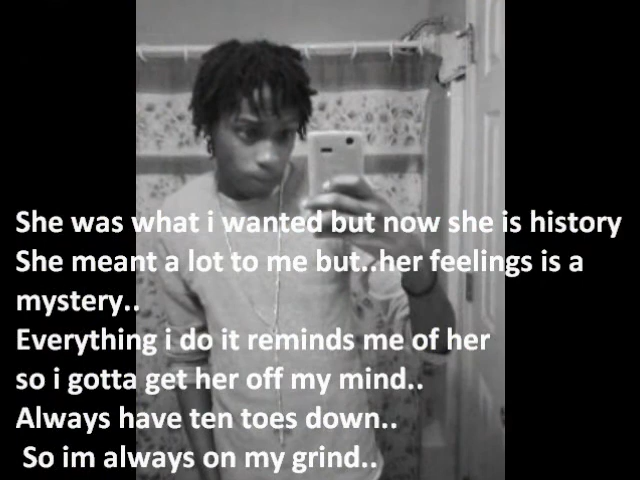 She was what i wanted but now she is history
She meant a lot to me but..her feelings is a
mystery..
Everything i do it reminds me of her
so i gotta get her off my mind..
Always have ten toes down..
So im always on my grind..